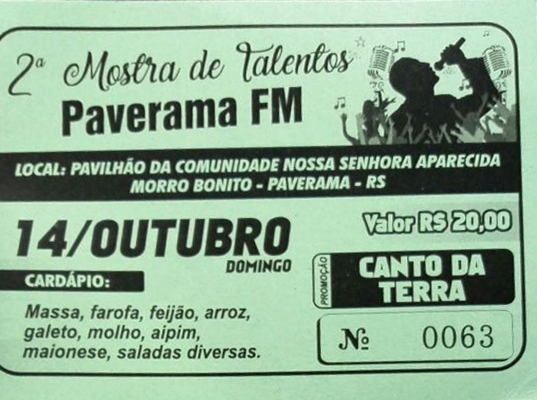 2ª Mostra de Talentos
Paverama FM
LOCAL: PAVILHÃO DA COMUNIDADE NOSSA SENHORA APARECIDA
MORRO BONITO - PAVERAMA - RS
14/OUTUBRO
DOMINGO
Valor R$ 20,00
CARDÁPIO:
Massa, farofa, feijão, arroz,
galeto, molho, aipim,
maionese, saladas diversas.
PROMOÇÃO
CANTO DA
TERRA
Nº 0063